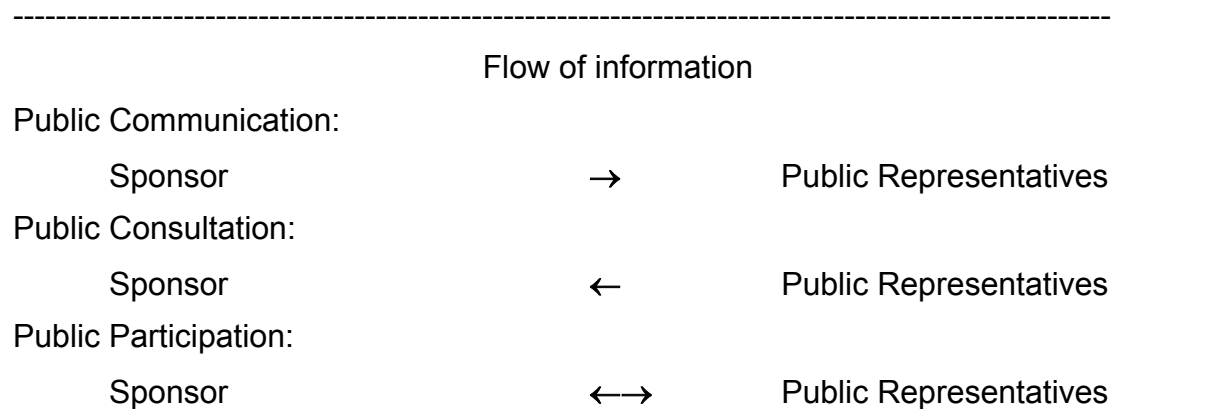 --------------------------------------------------------------------------------------------------------
Flow of information
Public Communication:
Sponsor → Public Representatives
Public Consultation:
Sponsor ← Public Representatives
Public Participation:
Sponsor ←→ Public Representatives